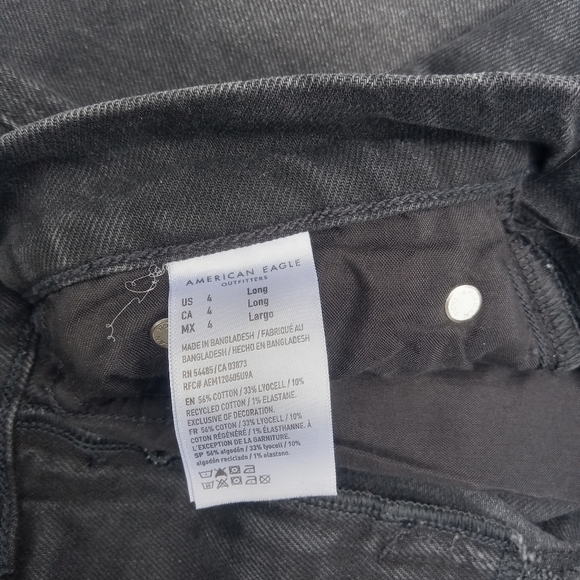 AMERICAN EAGLE
OUTFITTERS
US 4 Long
CA 4 Long
MX 4 Largo
MADE IN BANGLADESH / FABRIQUÉ AU
BANGLADESH / HECHO EN BANGLADESH
RN 54485 / CA 03873
RFC# AEM120605U9A
EN 56% COTTON / 33% LYOCELL / 10%
RECYCLED COTTON / 1% ELASTANE.
EXCLUSIVE OF DECORATION.
FR 56% COTON / 33% LYOCELL / 10%
COTON RÉGÉNÉRÉ / 1% ÉLASTHANNE. À
L'EXCEPTION DE LA GARNITURE.
SP 56% algodón / 33% lyocell / 10%
algodón reciclado / 1% elastano.